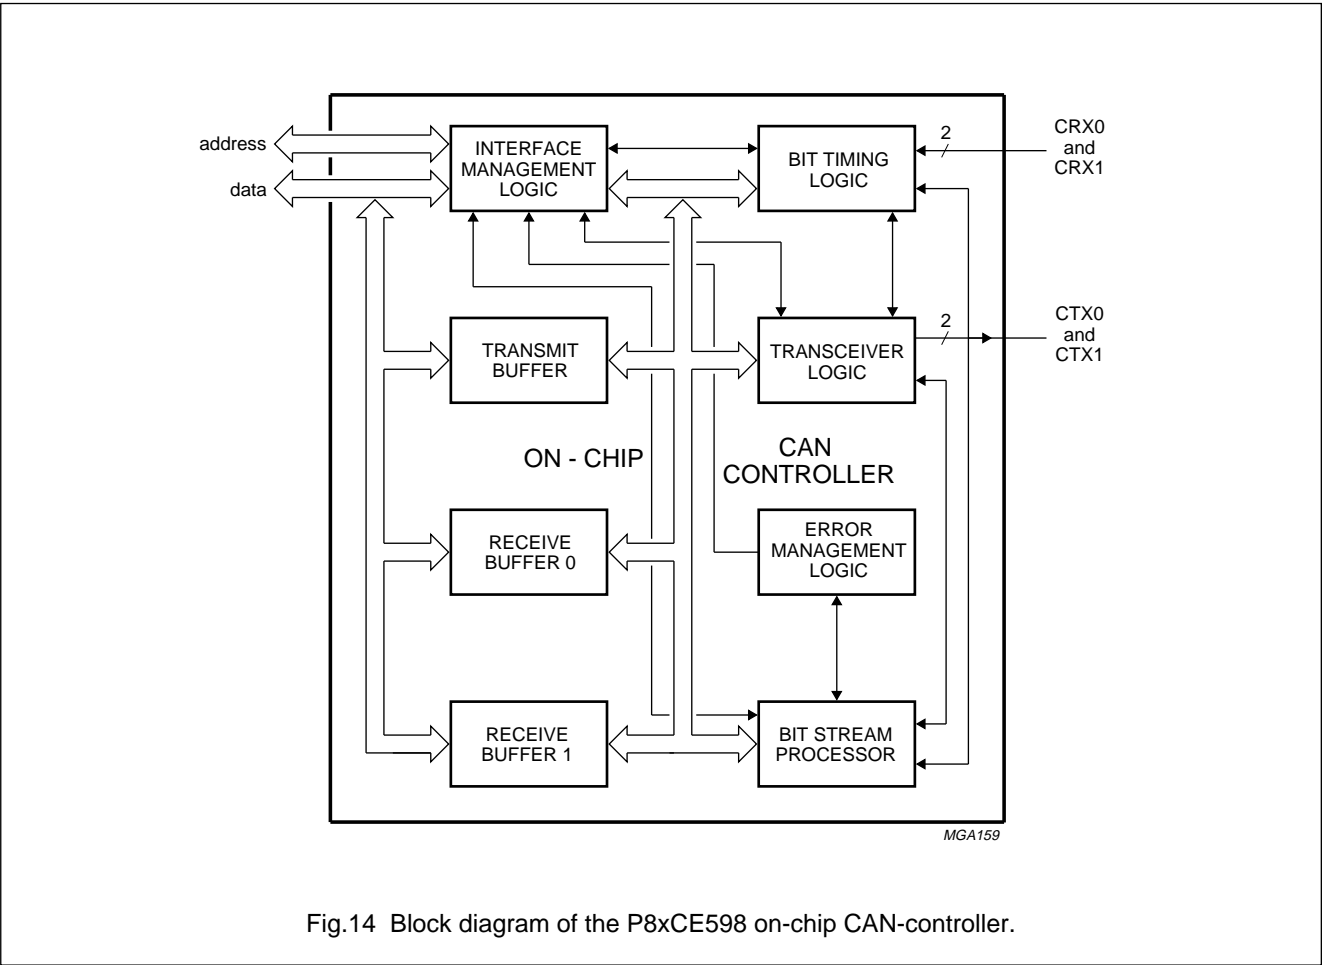 address
data
INTERFACE
MANAGEMENT
LOGIC
BIT TIMING
LOGIC
2
CRX0
and
CRX1
TRANSMIT
BUFFER
TRANSCEIVER
LOGIC
2
CTX0
and
CTX1
ON - CHIP
CAN
CONTROLLER
RECEIVE
BUFFER 0
ERROR
MANAGEMENT
LOGIC
RECEIVE
BUFFER 1
BIT STREAM
PROCESSOR
MGA159
Fig.14 Block diagram of the P8xCE598 on-chip CAN-controller.